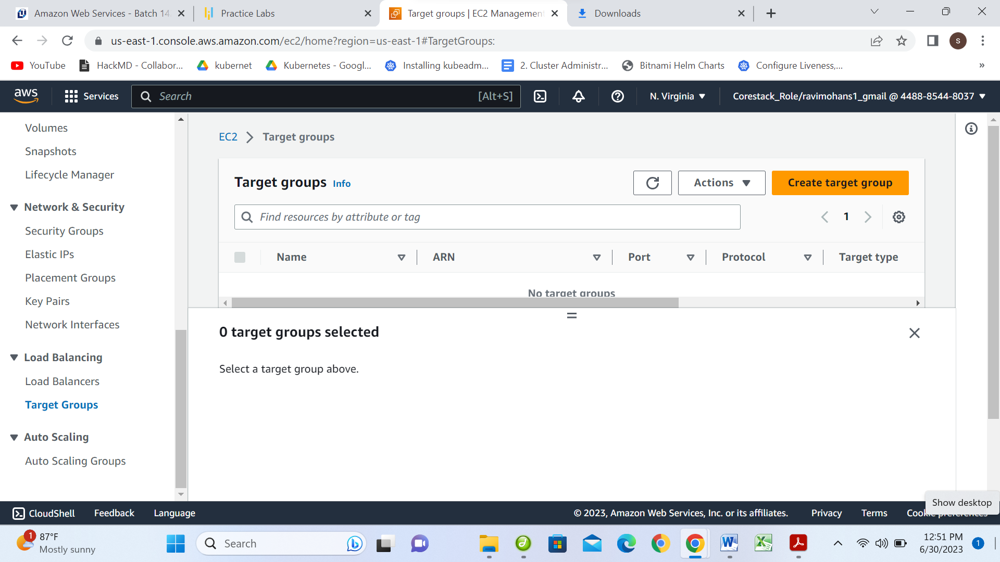 Amazon Web Services - Batch 14
Practice Labs
Target groups | EC2 Management
Downloads
us-east-1.console.aws.amazon.com/ec2/home?region=us-east-1#TargetGroups:
S
YouTube
HackMD - Collabor...
kubernet
Kubernetes - Googl...
Installing kubeadm...
2. Cluster Administr...
Bitnami Helm Charts
Configure Liveness,...
»
aws
Services
Search
[Alt+S]
N. Virginia
Corestack_Role/ravimohans1_gmail @ 4488-8544-8037
Volumes
Snapshots
Lifecycle Manager
Network & Security
Security Groups
Elastic IPs
Placement Groups
Key Pairs
Network Interfaces
Load Balancing
Load Balancers
Target Groups
Auto Scaling
Auto Scaling Groups
EC2
Target groups
Target groups Info
Actions
Create target group
Find resources by attribute or tag
1
Name
ARN
Port
Protocol
Target type
No target groups
0 target groups selected
Select a target group above.
CloudShell
Feedback
Language
© 2023, Amazon Web Services, Inc. or its affiliates.
Privacy
Terms
Cookie preferences
Show desktop
1
87°F
Mostly sunny
Search
12:51 PM
6/30/2023
1